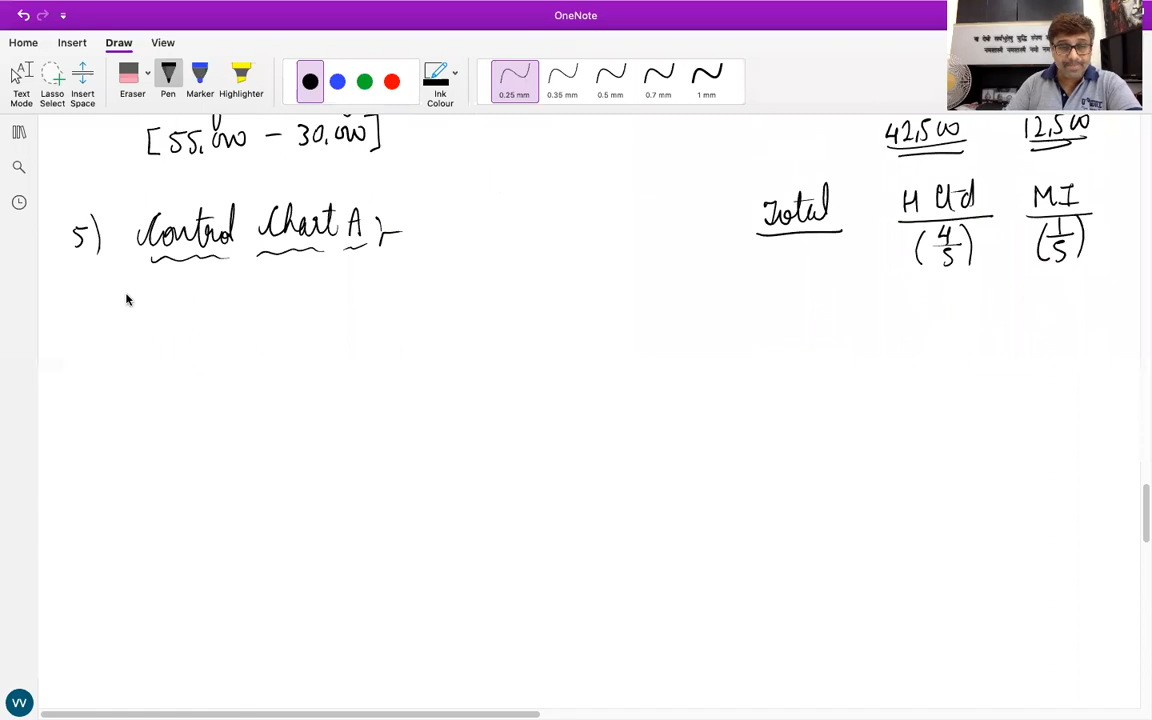 OneNote
Home Insert Draw View
Text Mode Lasso Select Insert Space Eraser Pen Marker Highlighter Ink Colour 0.25 mm 0.35 mm 0.5 mm 0.7 mm 1 mm
[55,000 - 30,000] 42,500 12,500
5) Control Chart A :- Total H Ltd MI
(4/5) (1/5)
VV